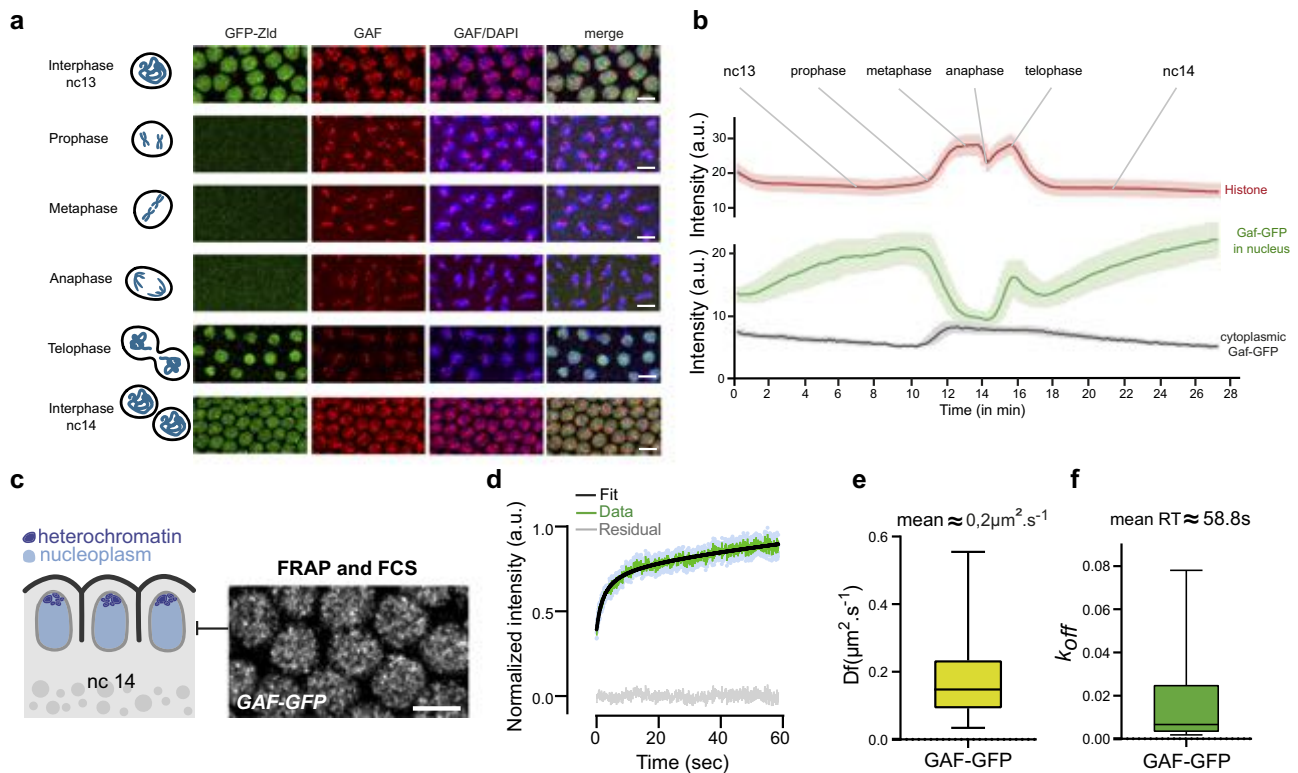 a
GFP-Zld GAF GAF/DAPI merge
Interphase
nc13
Prophase
Metaphase
Anaphase
Telophase
Interphase
nc14
b
nc13 prophase metaphase anaphase telophase nc14
Intensity (a.u.)
30
20
10
Histone
Intensity (a.u.)
20
10
0
Gaf-GFP
in nucleus
cytoplasmic
Gaf-GFP
0 2 4 6 8 10 12 14 16 18 20 22 24 26 28
Time (in min)
c
heterochromatin
nucleoplasm
nc 14
FRAP and FCS
GAF-GFP
d
Fit
Data
Residual
Normalized intensity (a.u.)
1.0
0.5
0.0
0 20 40 60
Time (sec)
e
mean ≈ 0,2µm².s⁻¹
Df(µm².s⁻¹)
0.6
0.4
0.2
0.0
GAF-GFP
f
mean RT ≈ 58.8s
koff
0.08
0.06
0.04
0.02
0.00
GAF-GFP